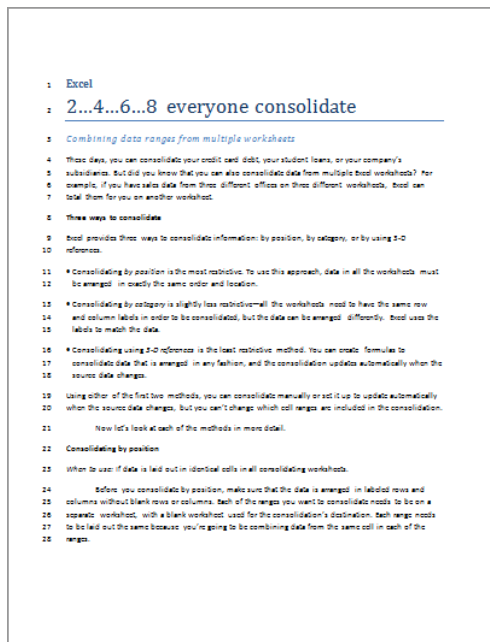 1 Excel
2 2...4...6...8 everyone consolidate
3 Combining data ranges from multiple worksheets
4 These days, you can consolidate your credit card debt, your student loans, or your company's
5 subsidiaries. But did you know that you can also consolidate data from multiple Excel worksheets? For
6 example, if you have sales data from three different offices on three different worksheets, Excel can
7 total them for you on another worksheet.
8 Three ways to consolidate
9 Excel provides three ways to consolidate information: by position, by category, or by using 3-D
10 references.
11 • Consolidating by position is the most restrictive. To use this approach, data in all the worksheets must
12 be arranged in exactly the same order and location.
13 • Consolidating by category is slightly less restrictive—all the worksheets need to have the same row
14 and column labels in order to be consolidated, but the data can be arranged differently. Excel uses the
15 labels to match the data.
16 • Consolidating using 3-D references is the least restrictive method. You can create formulas to
17 consolidate data that is arranged in any fashion, and the consolidation updates automatically when the
18 source data changes.
19 Using either of the first two methods, you can consolidate manually or set it up to update automatically
20 when the source data changes, but you can't change which cell ranges are included in the consolidation.
21 Now let's look at each of the methods in more detail.
22 Consolidating by position
23 When to use: If data is laid out in identical cells in all consolidating worksheets.
24 Before you consolidate by position, make sure that the data is arranged in labeled rows and
25 columns without blank rows or columns. Each of the ranges you want to consolidate needs to be on a
26 separate worksheet, with a blank worksheet used for the consolidation's destination. Each range needs
27 to be laid out the same because you're going to be combining data from the same cell in each of the
28 ranges.